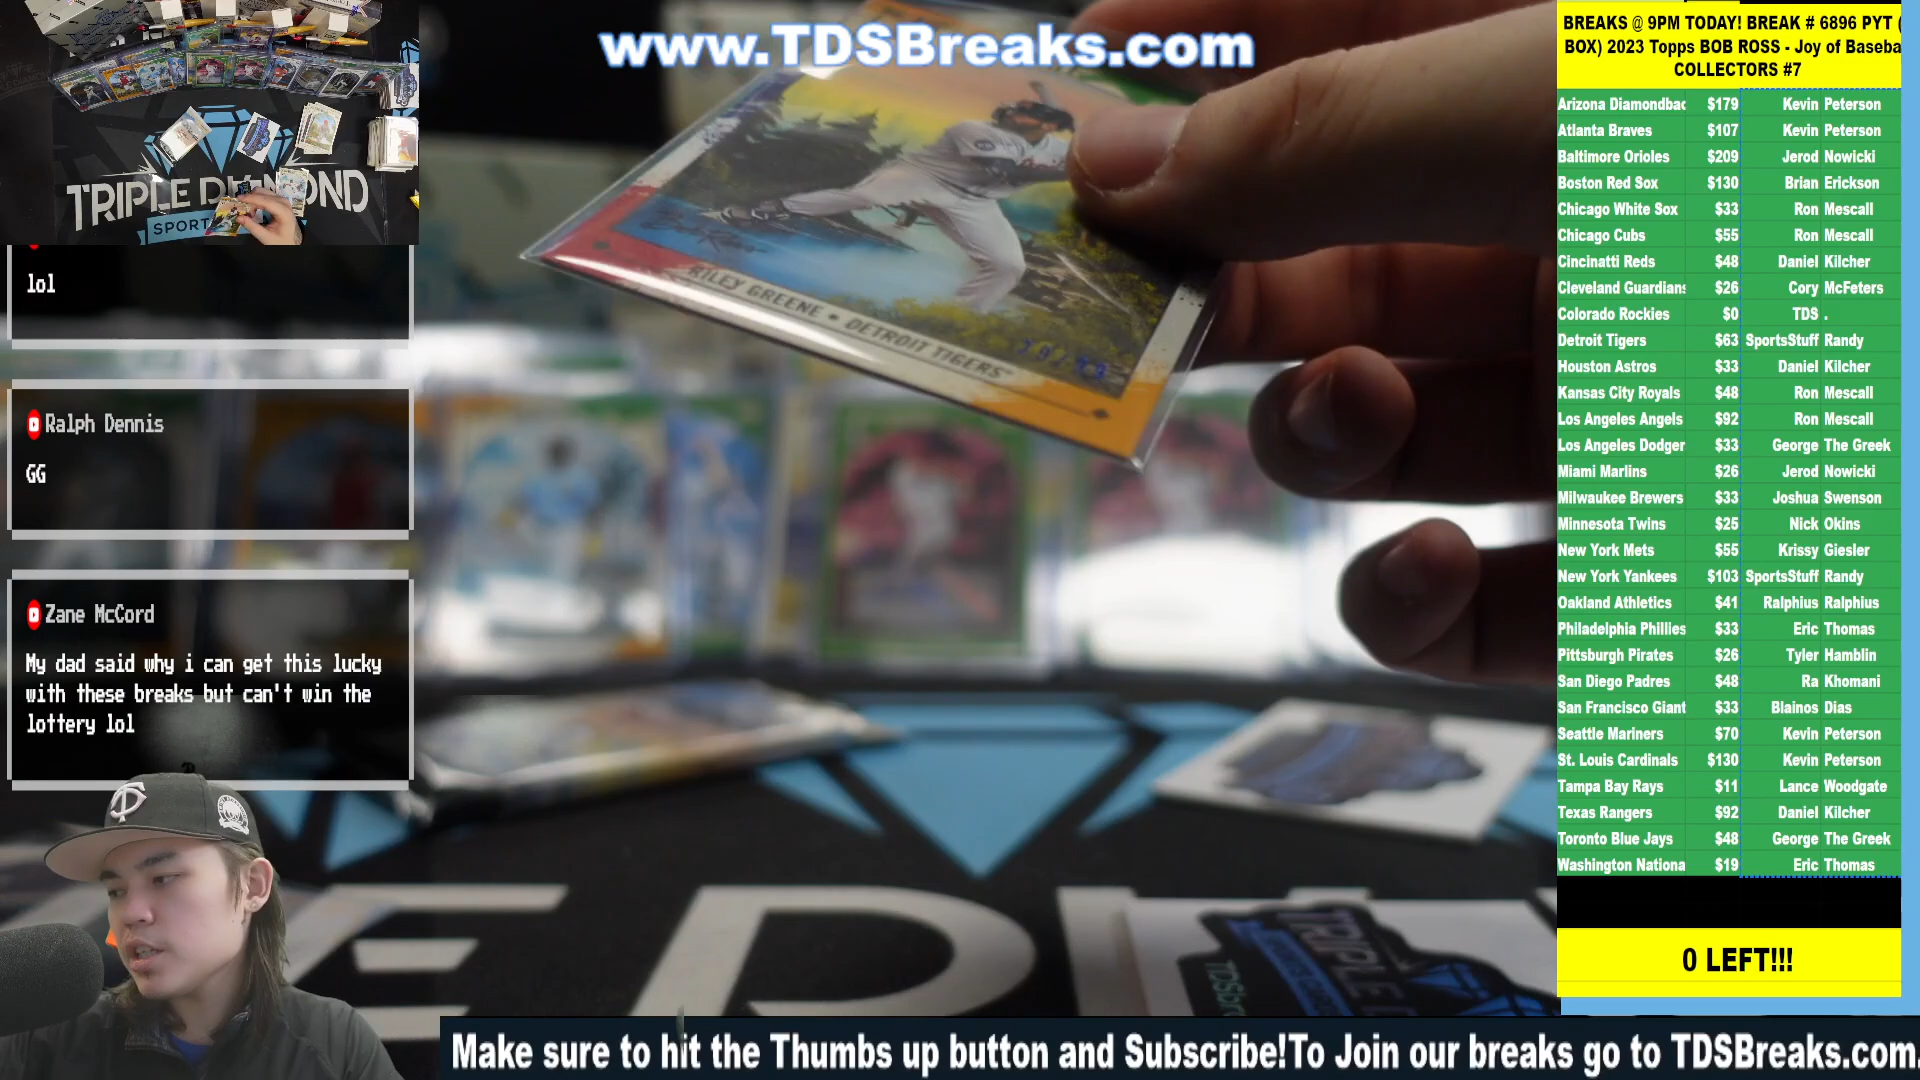 www.TDSBreaks.com
TRIPLE DIAMOND
SPORT
lol
Ralph Dennis
GG
Zane McCord
My dad said why i can get this lucky
with these breaks but can't win the
lottery lol
RILEY GREENE • DETROIT TIGERS™
BREAKS @ 9PM TODAY! BREAK # 6896 PYT (
BOX) 2023 Topps BOB ROSS - Joy of Baseba
COLLECTORS #7
Arizona Diamondbac $179 Kevin Peterson
Atlanta Braves $107 Kevin Peterson
Baltimore Orioles $209 Jerod Nowicki
Boston Red Sox $130 Brian Erickson
Chicago White Sox $33 Ron Mescall
Chicago Cubs $55 Ron Mescall
Cincinatti Reds $48 Daniel Kilcher
Cleveland Guardians $26 Cory McFeters
Colorado Rockies $0 TDS .
Detroit Tigers $63 SportsStuff Randy
Houston Astros $33 Daniel Kilcher
Kansas City Royals $48 Ron Mescall
Los Angeles Angels $92 Ron Mescall
Los Angeles Dodger $33 George The Greek
Miami Marlins $26 Jerod Nowicki
Milwaukee Brewers $33 Joshua Swenson
Minnesota Twins $25 Nick Okins
New York Mets $55 Krissy Giesler
New York Yankees $103 SportsStuff Randy
Oakland Athletics $41 Ralphius Ralphius
Philadelphia Phillies $33 Eric Thomas
Pittsburgh Pirates $26 Tyler Hamblin
San Diego Padres $48 Ra Khomani
San Francisco Giant $33 Blainos Dias
Seattle Mariners $70 Kevin Peterson
St. Louis Cardinals $130 Kevin Peterson
Tampa Bay Rays $11 Lance Woodgate
Texas Rangers $92 Daniel Kilcher
Toronto Blue Jays $48 George The Greek
Washington Nationa $19 Eric Thomas
0 LEFT!!!
Make sure to hit the Thumbs up button and Subscribe!To Join our breaks go to TDSBreaks.com.